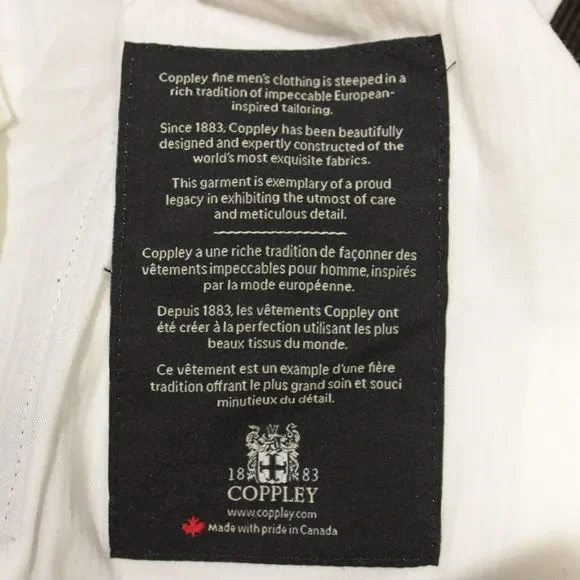 Coppley fine men's clothing is steeped in a
rich tradition of impeccable European-
inspired tailoring.
Since 1883, Coppley has been beautifully
designed and expertly constructed of the
world's most exquisite fabrics.
This garment is exemplary of a proud
legacy in exhibiting the utmost of care
and meticulous detail.
Coppley a une riche tradition de façonner des
vêtements impeccables pour homme, inspirés
par la mode européenne.
Depuis 1883, les vêtements Coppley ont
été créer à la perfection utilisant les plus
beaux tissus du monde.
Ce vêtement est un example d'une fière
tradition offrant le plus grand soin et souci
minutieux du détail.
18 83
COPPLEY
www.coppley.com
Made with pride in Canada